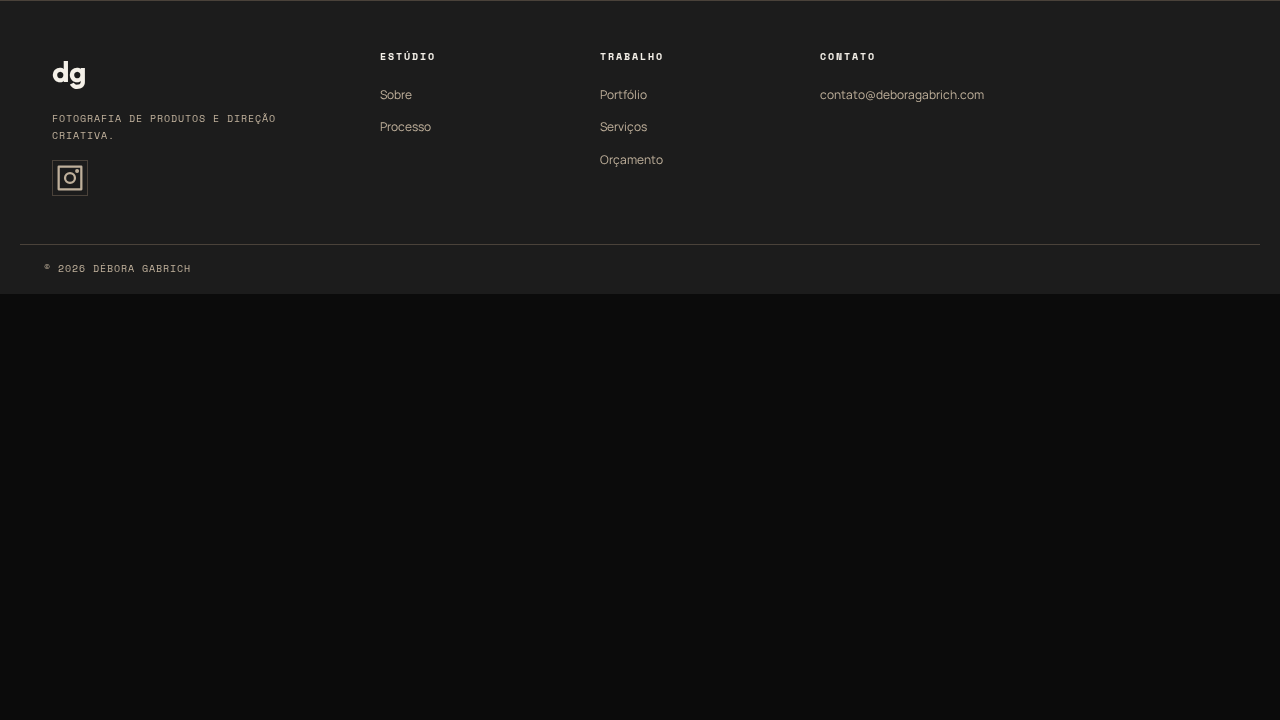 dg
FOTOGRAFIA DE PRODUTOS E DIREÇÃO
CRIATIVA.
ESTÚDIO
Sobre
Processo
TRABALHO
Portfólio
Serviços
Orçamento
CONTATO
contato@deboragabrich.com
© 2026 DÉBORA GABRICH